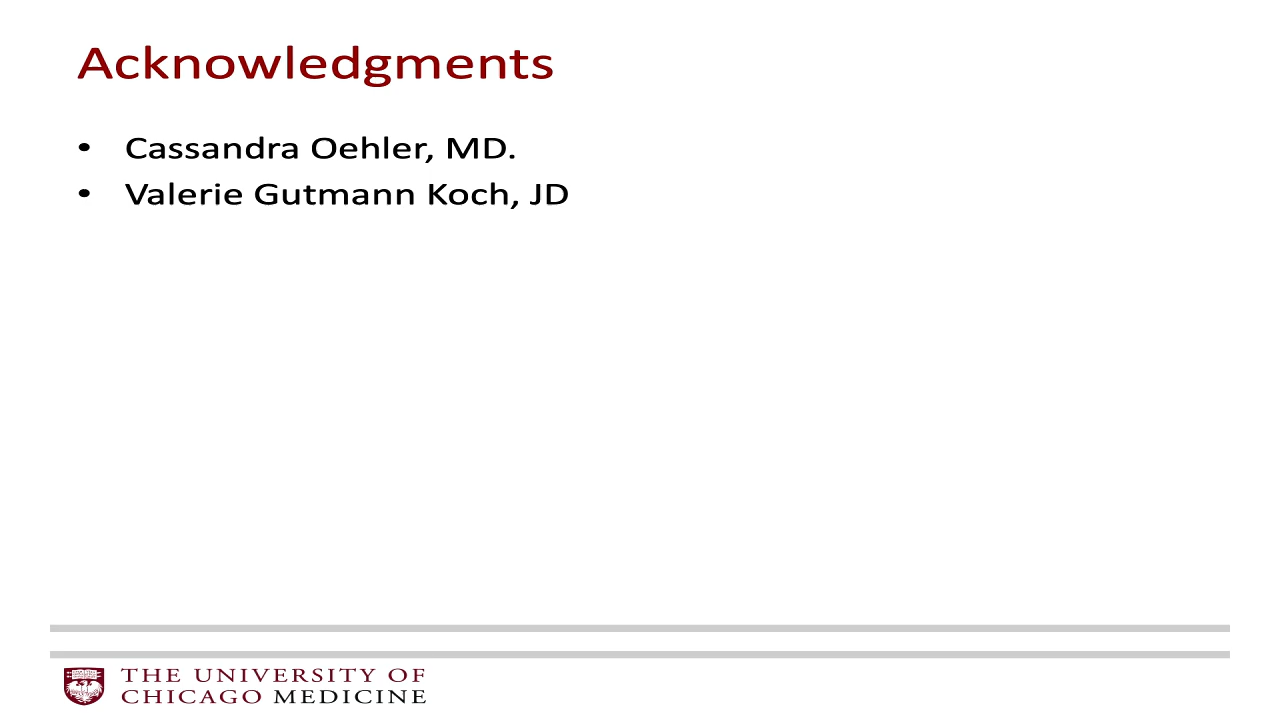 Acknowledgments
• Cassandra Oehler, MD.
• Valerie Gutmann Koch, JD
THE UNIVERSITY OF
CHICAGO MEDICINE